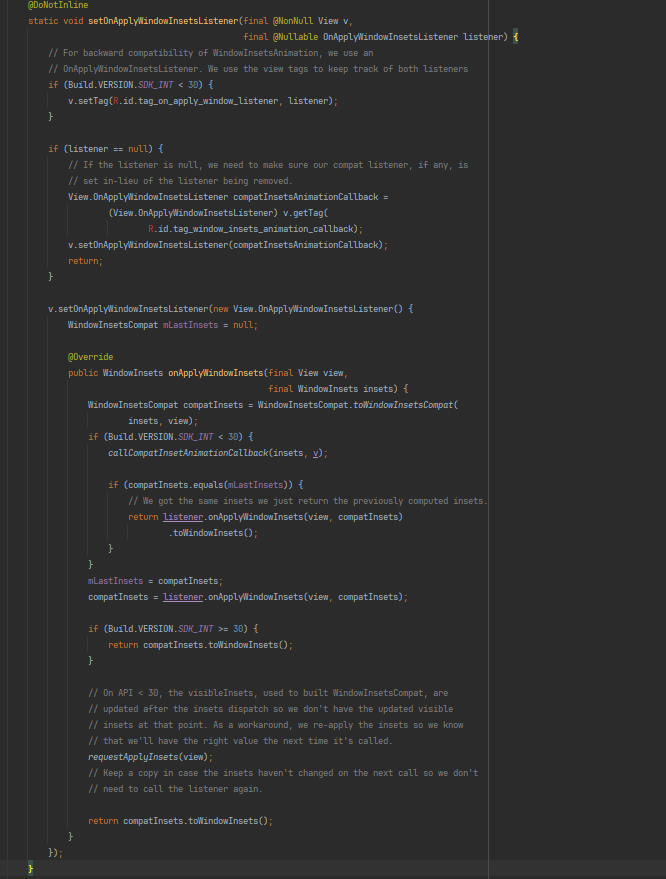 @DoNotInline
static void setOnApplyWindowInsetsListener(final @NonNull View v,
final @Nullable OnApplyWindowInsetsListener listener) {
// For backward compatibility of WindowInsetsAnimation, we use an
// OnApplyWindowInsetsListener. We use the view tags to keep track of both listeners
if (Build.VERSION.SDK_INT < 30) {
v.setTag(R.id.tag_on_apply_window_listener, listener);
}
if (listener == null) {
// If the listener is null, we need to make sure our compat listener, if any, is
// set in-lieu of the listener being removed.
View.OnApplyWindowInsetsListener compatInsetsAnimationCallback =
(View.OnApplyWindowInsetsListener) v.getTag(
R.id.tag_window_insets_animation_callback);
v.setOnApplyWindowInsetsListener(compatInsetsAnimationCallback);
return;
}
v.setOnApplyWindowInsetsListener(new View.OnApplyWindowInsetsListener() {
WindowInsetsCompat mLastInsets = null;
@Override
public WindowInsets onApplyWindowInsets(final View view,
final WindowInsets insets) {
WindowInsetsCompat compatInsets = WindowInsetsCompat.toWindowInsetsCompat(
insets, view);
if (Build.VERSION.SDK_INT < 30) {
callCompatInsetAnimationCallback(insets, v);
if (compatInsets.equals(mLastInsets)) {
// We got the same insets we just return the previously computed insets.
return listener.onApplyWindowInsets(view, compatInsets)
.toWindowInsets();
}
}
mLastInsets = compatInsets;
compatInsets = listener.onApplyWindowInsets(view, compatInsets);
if (Build.VERSION.SDK_INT >= 30) {
return compatInsets.toWindowInsets();
}
// On API < 30, the visibleInsets, used to built WindowInsetsCompat, are
// updated after the insets dispatch so we don't have the updated visible
// insets at that point. As a workaround, we re-apply the insets so we know
// that we'll have the right value the next time it's called.
requestApplyInsets(view);
// Keep a copy in case the insets haven't changed on the next call so we don't
// need to call the listener again.
return compatInsets.toWindowInsets();
}
});
}